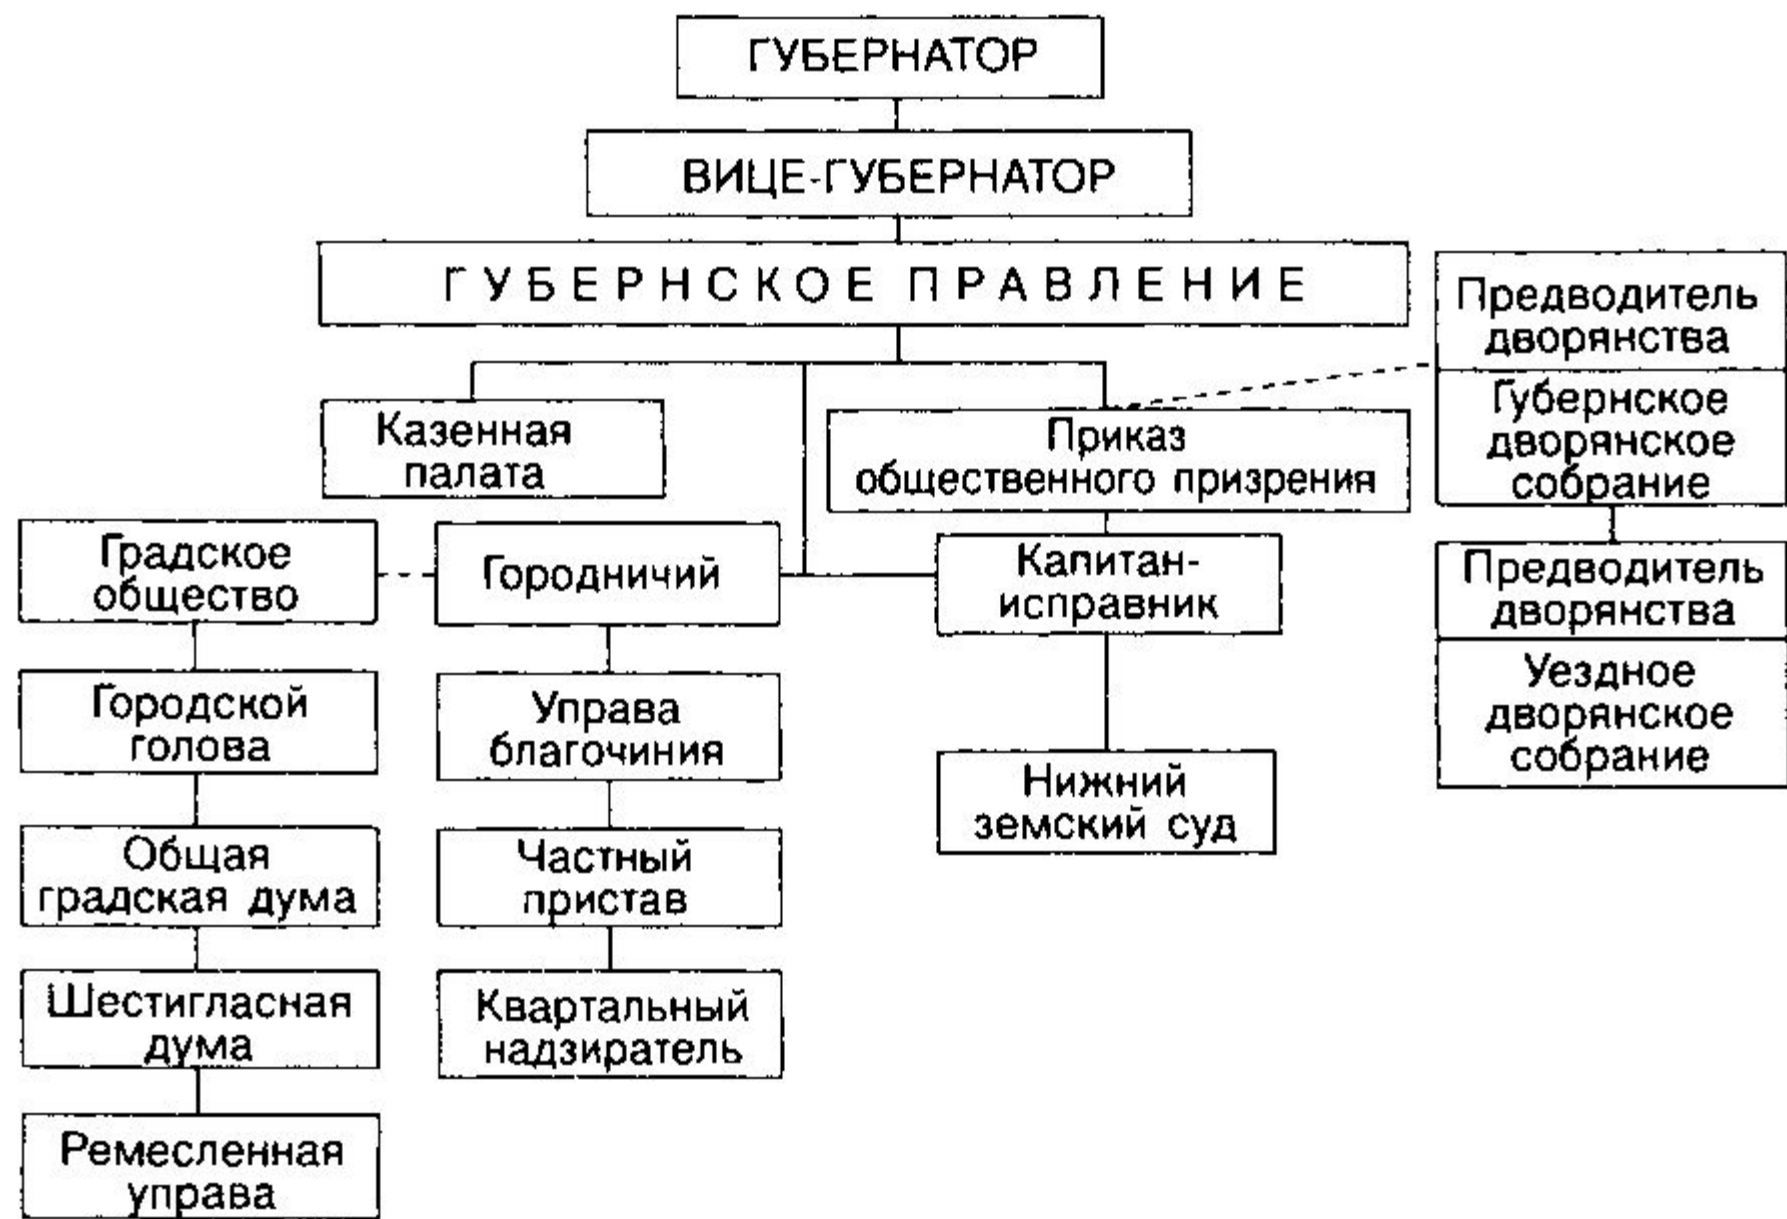 ГУБЕРНАТОР
ВИЦЕ-ГУБЕРНАТОР
ГУБЕРНСКОЕ ПРАВЛЕНИЕ
Предводитель
дворянства
Губернское
дворянское
собрание
Казенная
палата
Приказ
общественного призрения
Градское
общество
Городничий
Капитан-
исправник
Предводитель
дворянства
Уездное
дворянское
собрание
Городской
голова
Управа
благочиния
Нижний
земский суд
Общая
градская дума
Частный
пристав
Шестигласная
дума
Квартальный
надзиратель
Ремесленная
управа